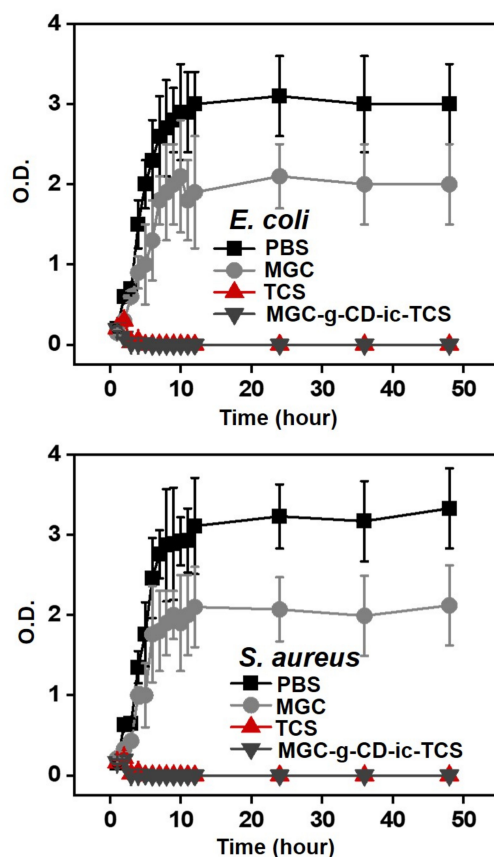 4
3
2
1
0
O.D.
E. coli
PBS
MGC
TCS
MGC-g-CD-ic-TCS
0 10 20 30 40 50
Time (hour)
4
3
2
1
0
O.D.
S. aureus
PBS
MGC
TCS
MGC-g-CD-ic-TCS
0 10 20 30 40 50
Time (hour)